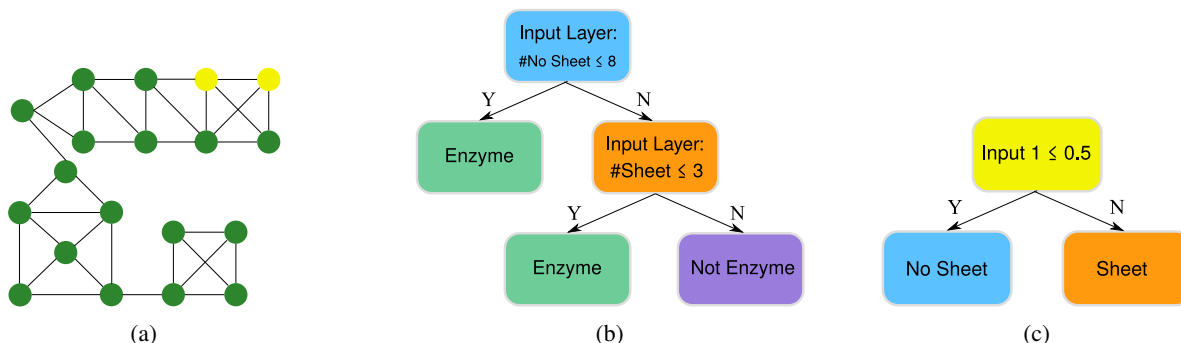 Input Layer:
#No Sheet ≤ 8
Y
N
Enzyme
Input Layer:
#Sheet ≤ 3
Y
N
Enzyme
Not Enzyme
Input 1 ≤ 0.5
Y
N
No Sheet
Sheet
(a)
(b)
(c)